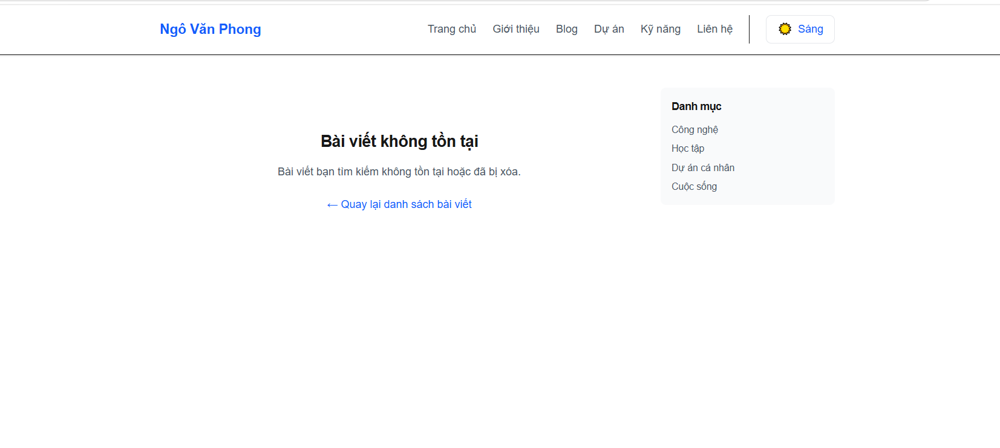 Ngô Văn Phong
Trang chủ Giới thiệu Blog Dự án Kỹ năng Liên hệ Sáng
Bài viết không tồn tại
Bài viết bạn tìm kiếm không tồn tại hoặc đã bị xóa.
← Quay lại danh sách bài viết
Danh mục
Công nghệ
Học tập
Dự án cá nhân
Cuộc sống